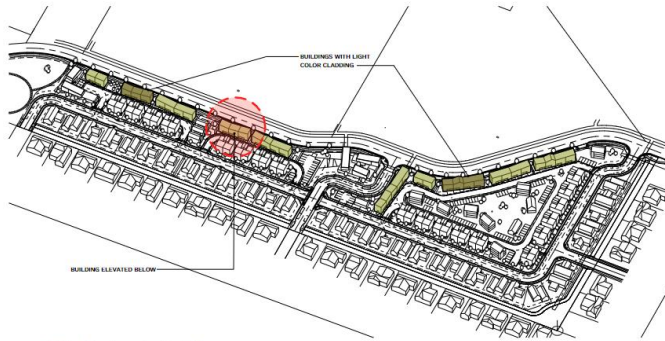 BUILDINGS WITH LIGHT
COLOR CLADDING
BUILDING ELEVATED BELOW